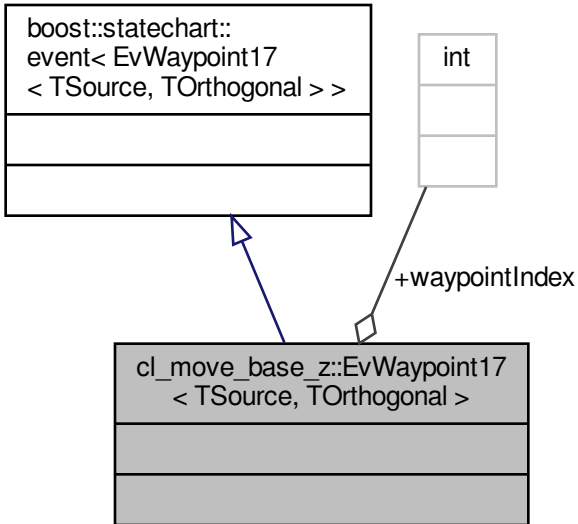 boost::statechart::
event< EvWaypoint17
< TSource, TOrthogonal > >
int
+waypointIndex
cl_move_base_z::EvWaypoint17
< TSource, TOrthogonal >